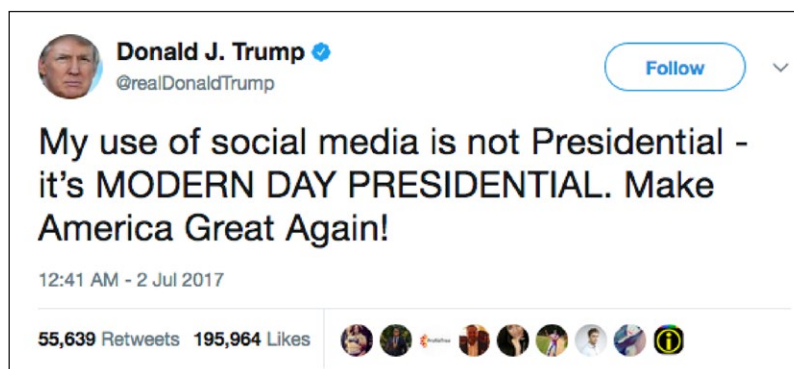 Donald J. Trump
@realDonaldTrump
Follow
My use of social media is not Presidential -
it's MODERN DAY PRESIDENTIAL. Make
America Great Again!
12:41 AM - 2 Jul 2017
55,639 Retweets 195,964 Likes